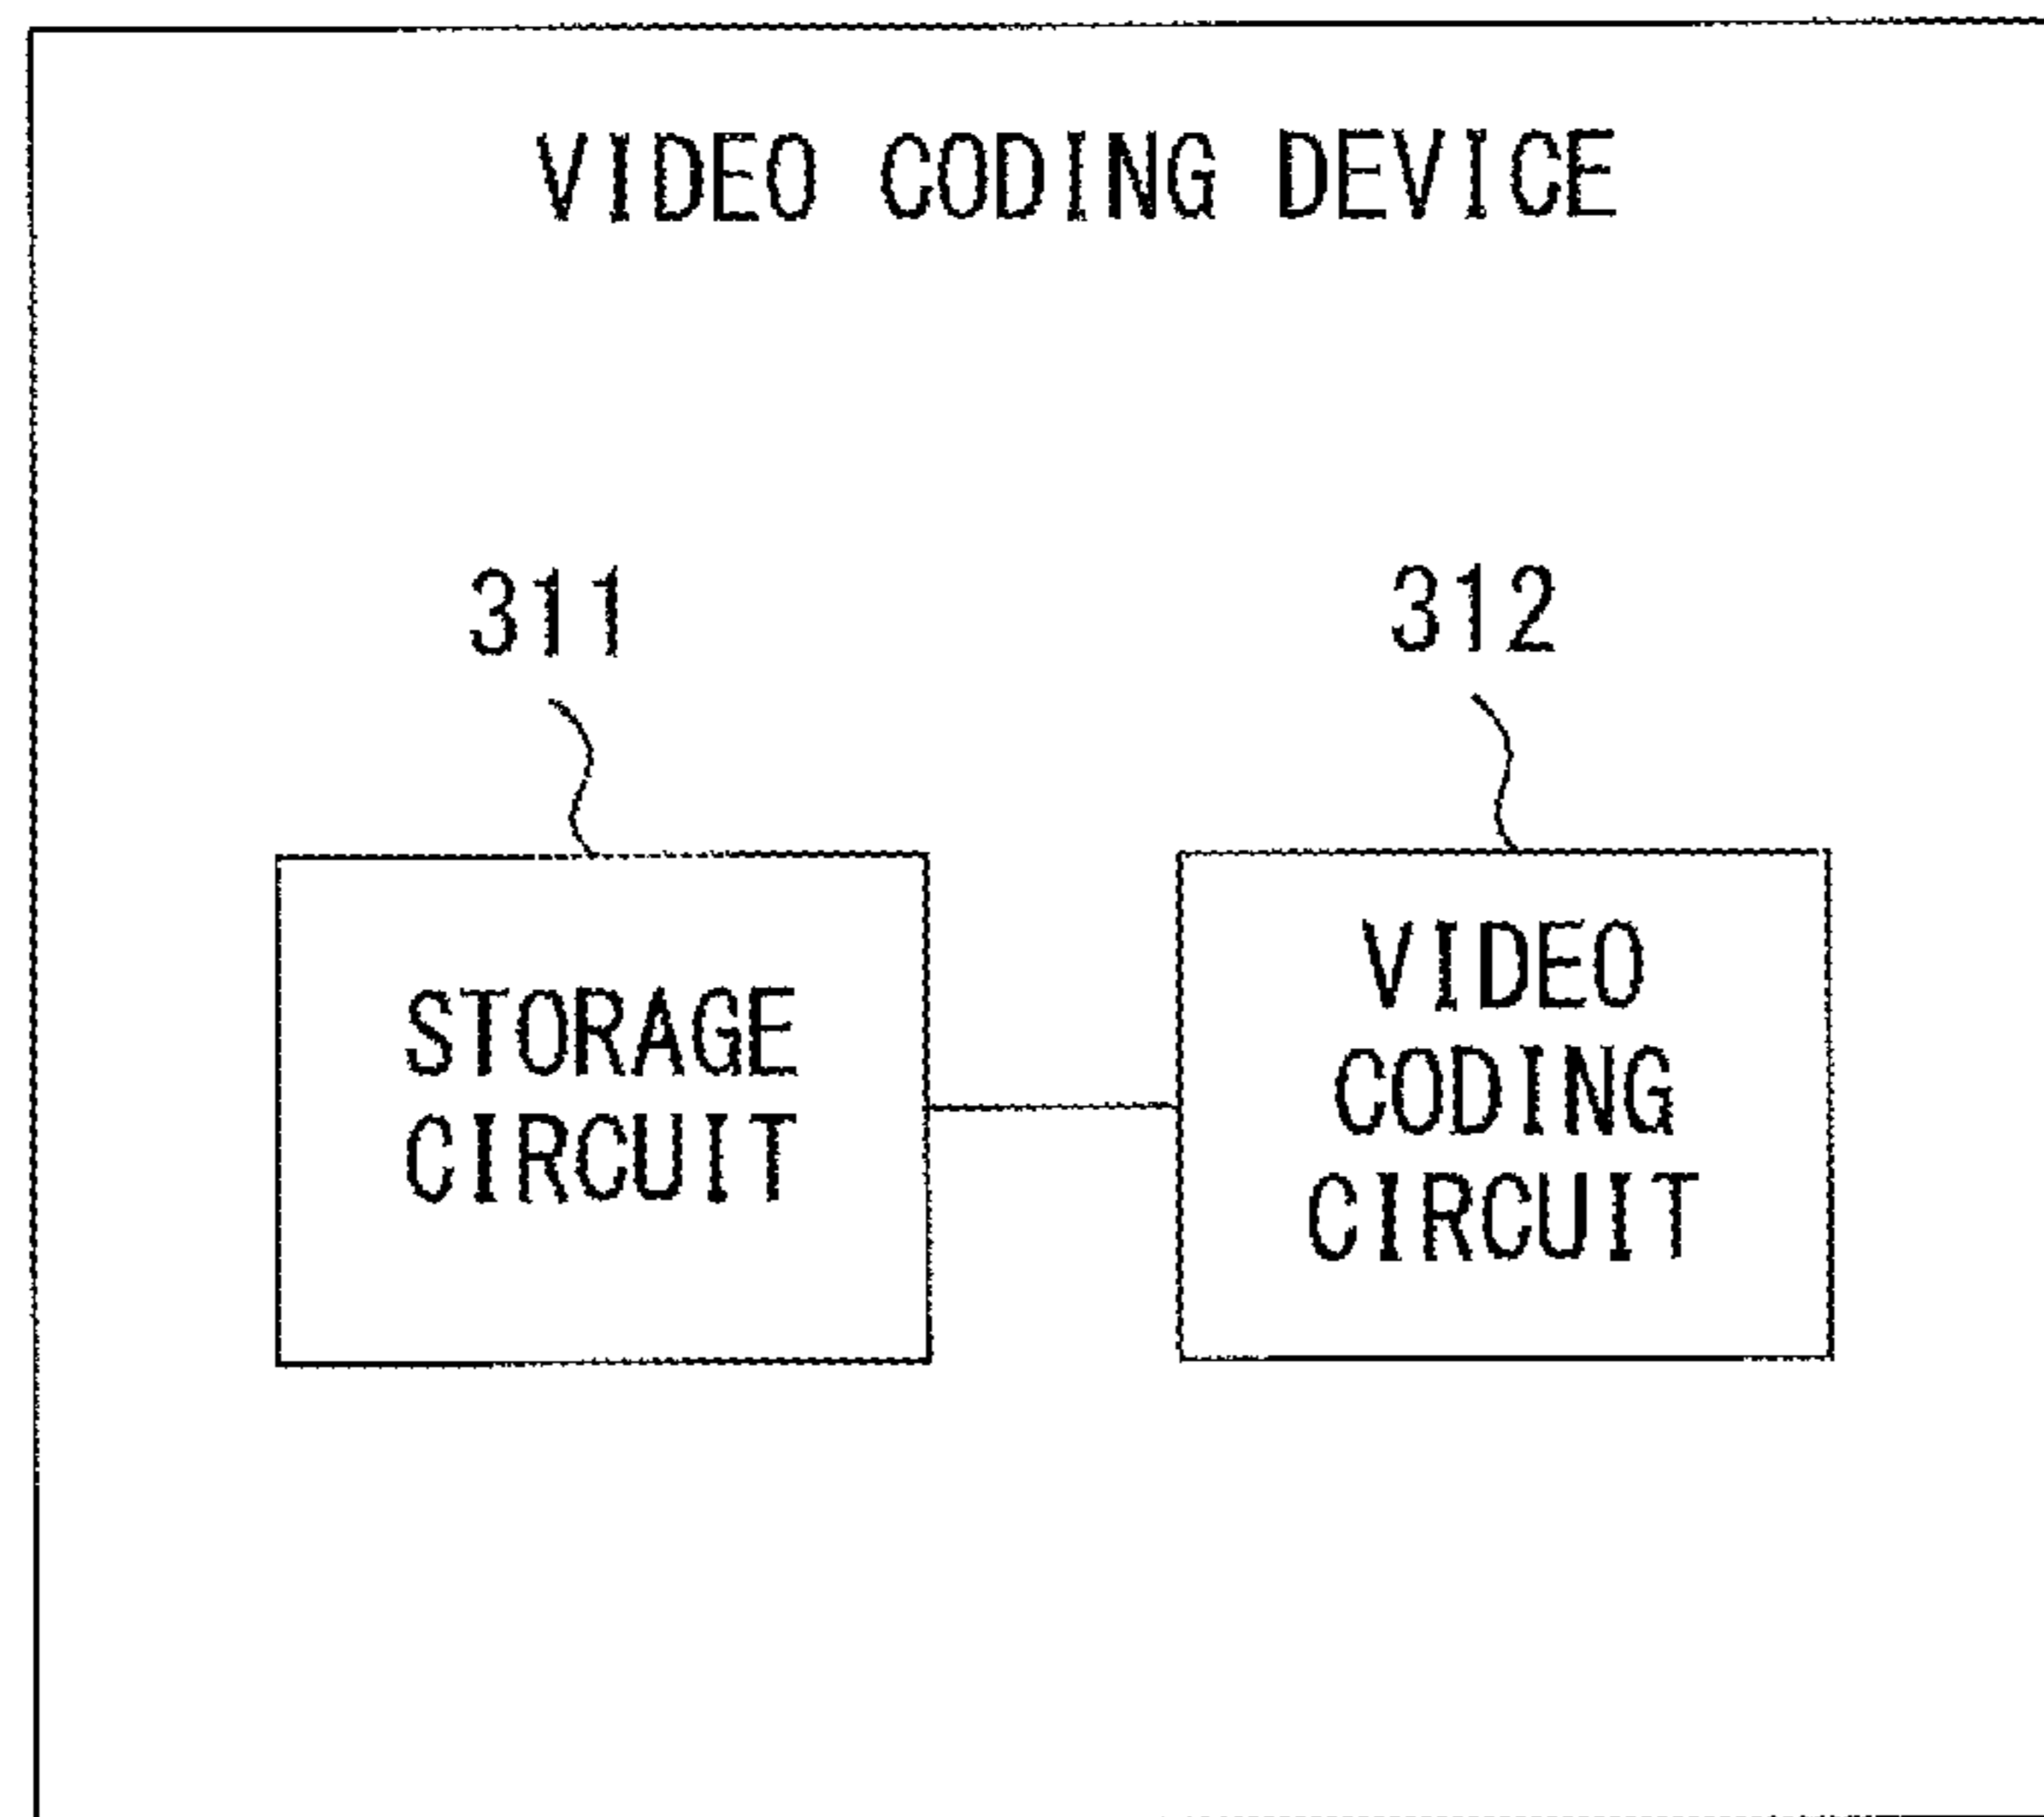 VIDEO CODING DEVICE
311
312
STORAGE
CIRCUIT
VIDEO
CODING
CIRCUIT